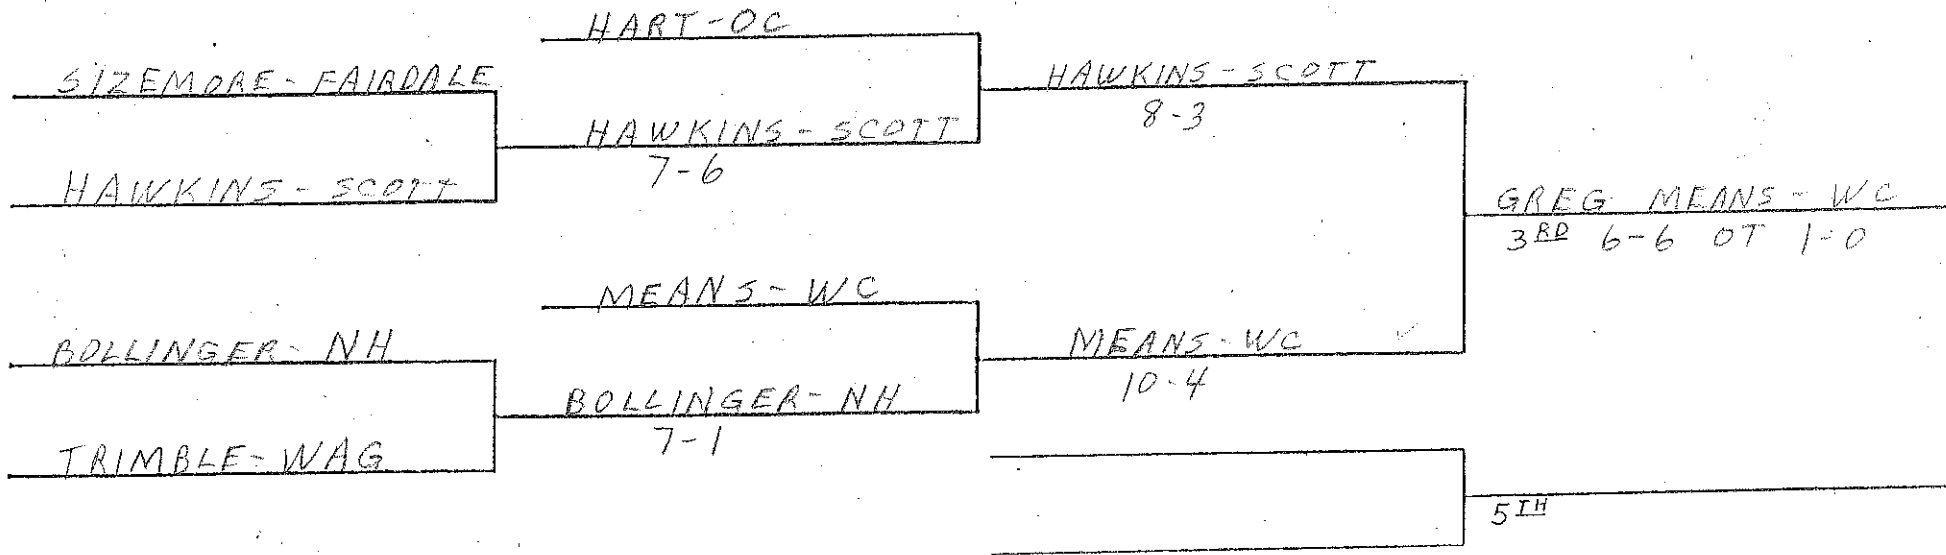 HART-OC
SIZEMORE- FAIRDALE
HAWKINS-SCOTT
8-3
HAWKINS-SCOTT
7-6
HAWKINS-SCOTT
GREG MEANS-WC
3RD 6-6 OT 1-0
MEANS-WC
BOLLINGER- NH
MEANS-WC
10-4
BOLLINGER-NH
7-1
TRIMBLE-WAG
5TH